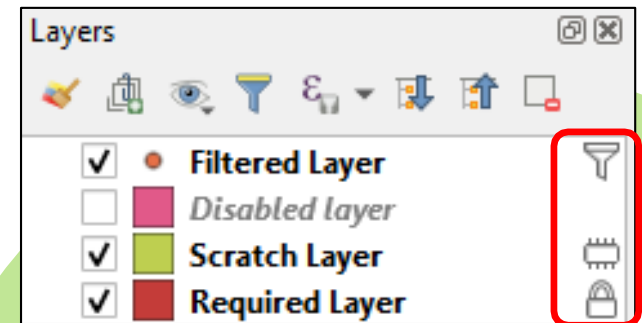 Layers
Filtered Layer
Disabled layer
Scratch Layer
Required Layer